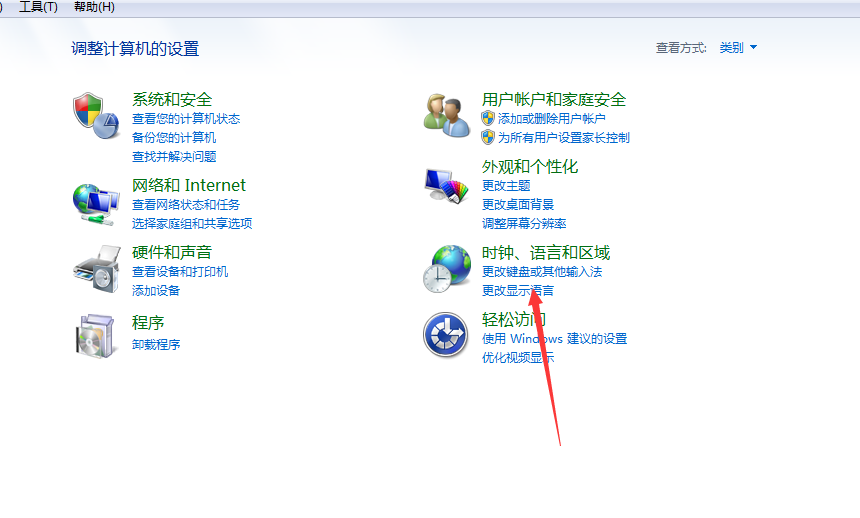 ) 工具(T) 帮助(H)
调整计算机的设置
查看方式: 类别
系统和安全
查看您的计算机状态
备份您的计算机
查找并解决问题
网络和 Internet
查看网络状态和任务
选择家庭组和共享选项
硬件和声音
查看设备和打印机
添加设备
程序
卸载程序
用户帐户和家庭安全
添加或删除用户帐户
为所有用户设置家长控制
外观和个性化
更改主题
更改桌面背景
调整屏幕分辨率
时钟、语言和区域
更改键盘或其他输入法
更改显示语言
轻松访问
使用 Windows 建议的设置
优化视频显示